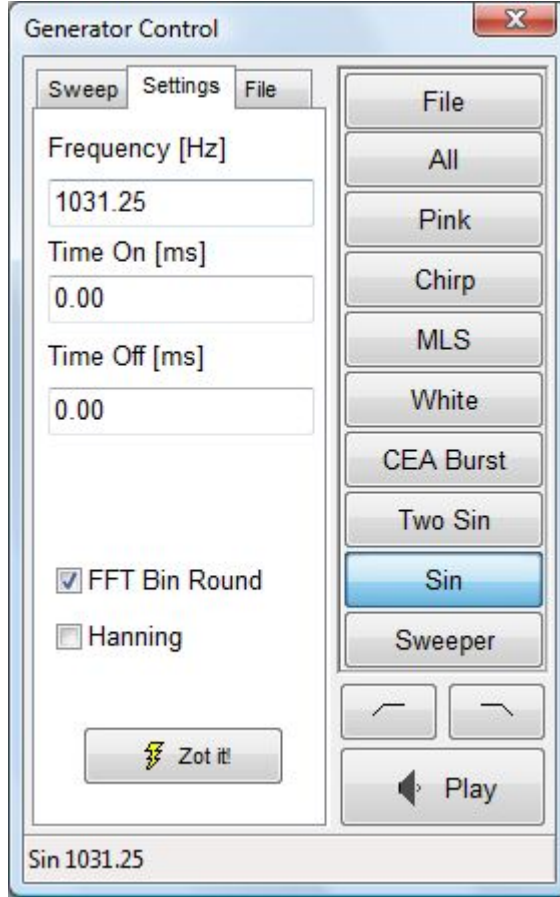 Generator Control
Sweep Settings File
Frequency [Hz]
1031.25
Time On [ms]
0.00
Time Off [ms]
0.00
FFT Bin Round
Hanning
Zot it!
File
All
Pink
Chirp
MLS
White
CEA Burst
Two Sin
Sin
Sweeper
Play
Sin 1031.25